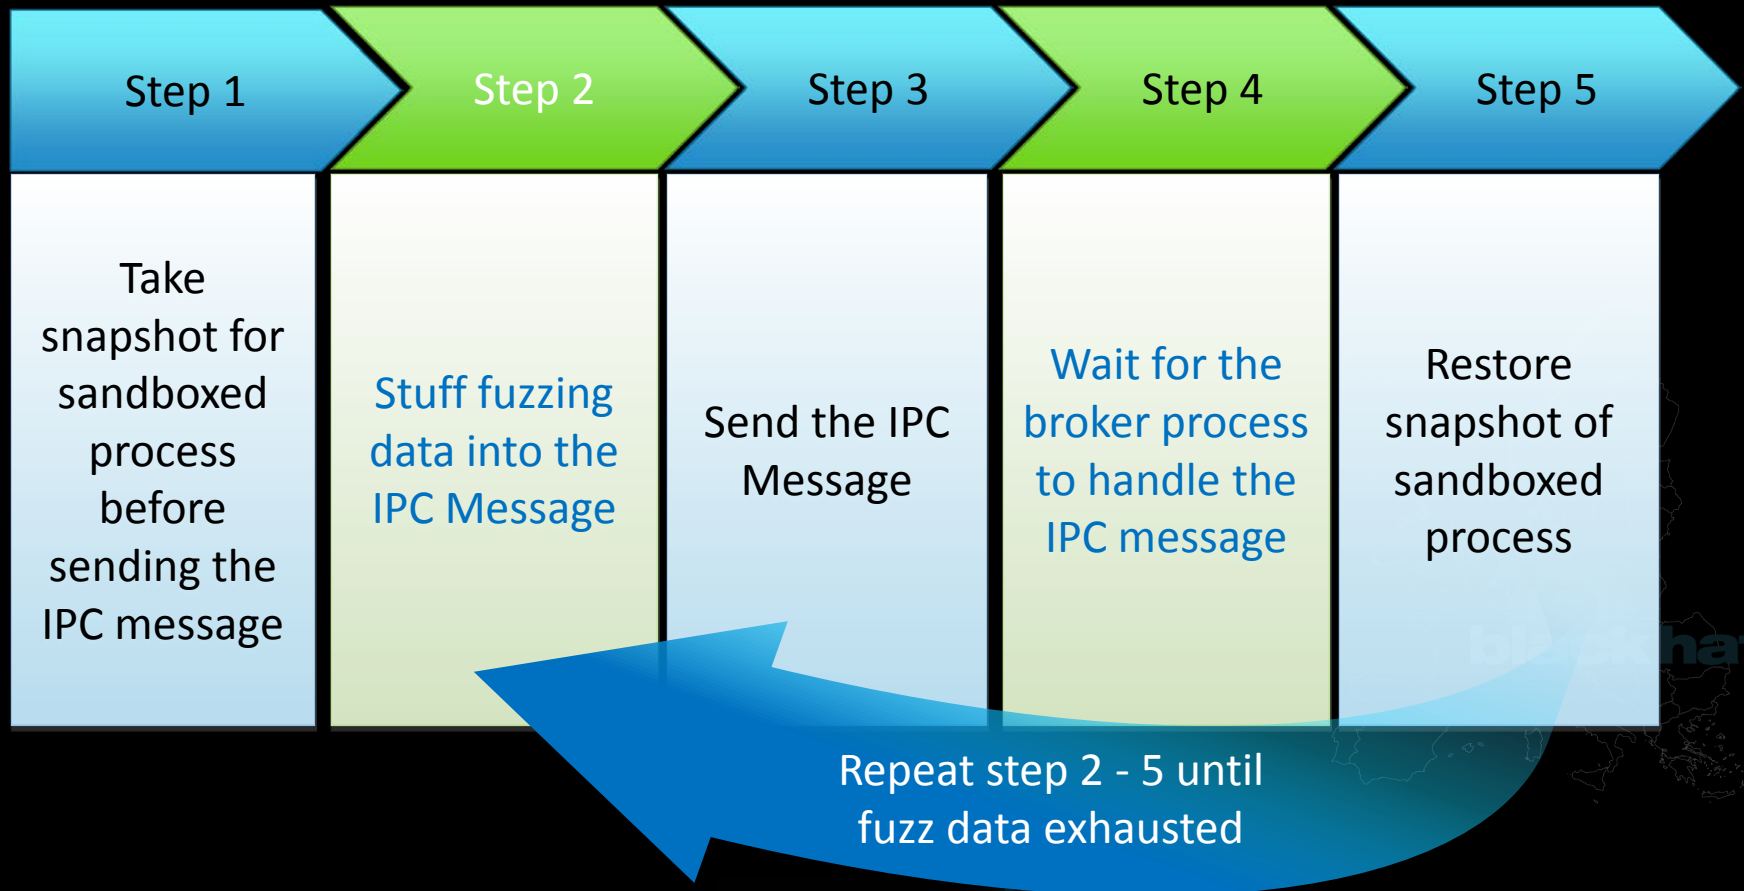 Step 1
Step 2
Step 3
Step 4
Step 5
Take
snapshot for
sandboxed
process
before
sending the
IPC message
Stuff fuzzing
data into the
IPC Message
Send the IPC
Message
Wait for the
broker process
to handle the
IPC message
Restore
snapshot of
sandboxed
process
black hat
Repeat step 2 - 5 until
fuzz data exhausted